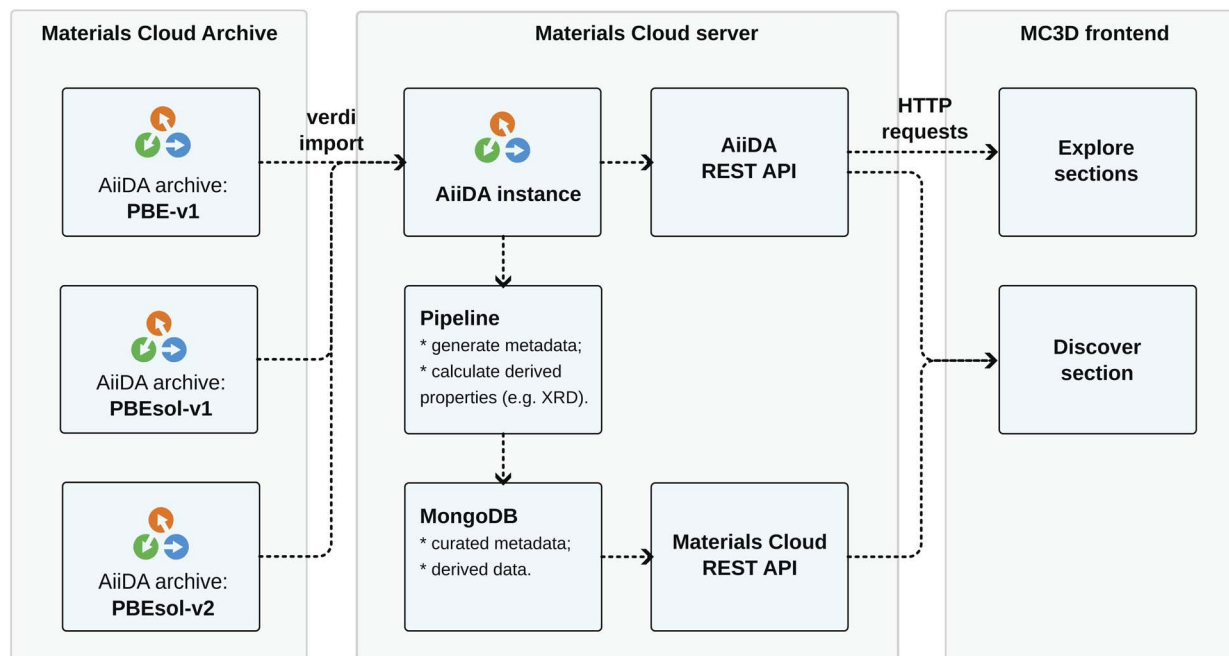 Materials Cloud Archive
AiiDA archive:
PBE-v1
AiiDA archive:
PBEsol-v1
AiiDA archive:
PBEsol-v2
verdi
import
Materials Cloud server
AiiDA instance
AiiDA
REST API
Pipeline
* generate metadata;
* calculate derived
properties (e.g. XRD).
MongoDB
* curated metadata;
* derived data.
Materials Cloud
REST API
HTTP
requests
MC3D frontend
Explore
sections
Discover
section